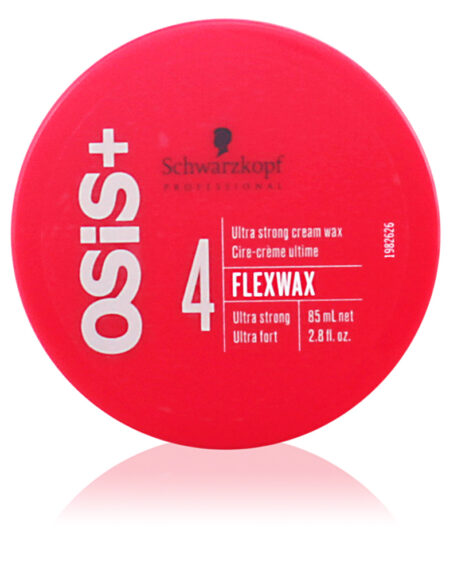 OSiS+
Schwarzkopf
PROFESSIONAL
4
Ultra strong cream wax
Cire-crème ultime
FLEXWAX
Ultra strong
Ultra fort
85 mL net
2.8 fl. oz.
1982626